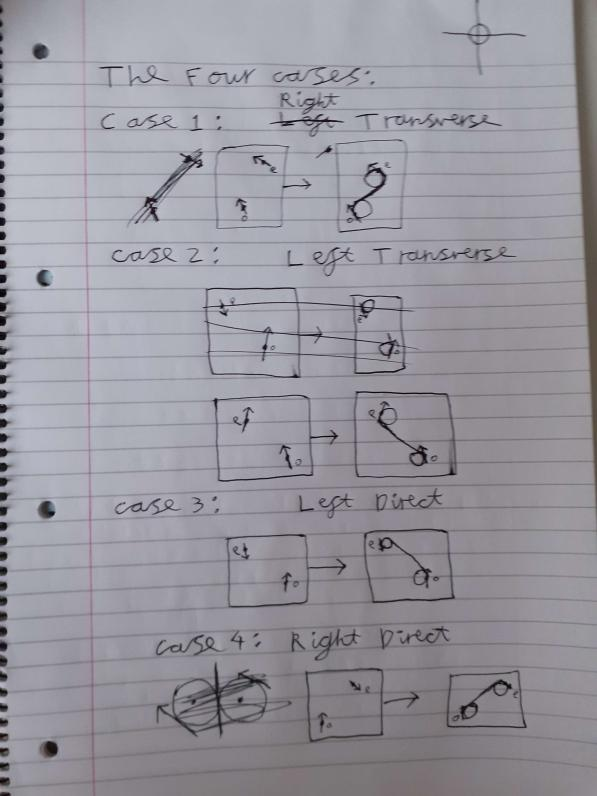 The Four cases:
Right
Case 1: Left Transverse
e e
o o
Case 2: Left Transverse
e e
o o
e e
o o
Case 3: Left Direct
e e
o o
Case 4: Right Direct
e e
o o